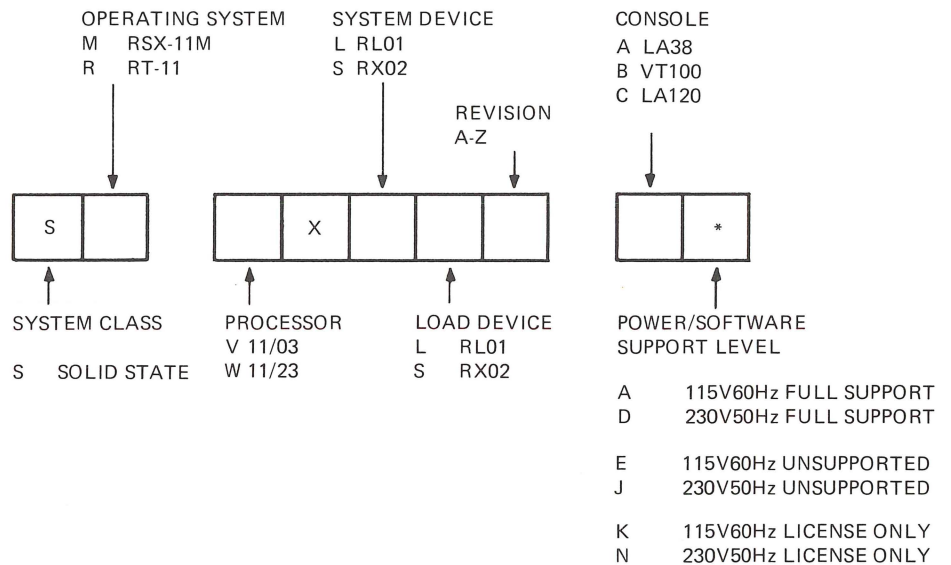 OPERATING SYSTEM
M RSX-11M
R RT-11
SYSTEM DEVICE
L RL01
S RX02
REVISION
A-Z
CONSOLE
A LA38
B VT100
C LA120
S
X
*
SYSTEM CLASS
S SOLID STATE
PROCESSOR
V 11/03
W 11/23
LOAD DEVICE
L RL01
S RX02
POWER/SOFTWARE
SUPPORT LEVEL
A 115V60Hz FULL SUPPORT
D 230V50Hz FULL SUPPORT
E 115V60Hz UNSUPPORTED
J 230V50Hz UNSUPPORTED
K 115V60Hz LICENSE ONLY
N 230V50Hz LICENSE ONLY